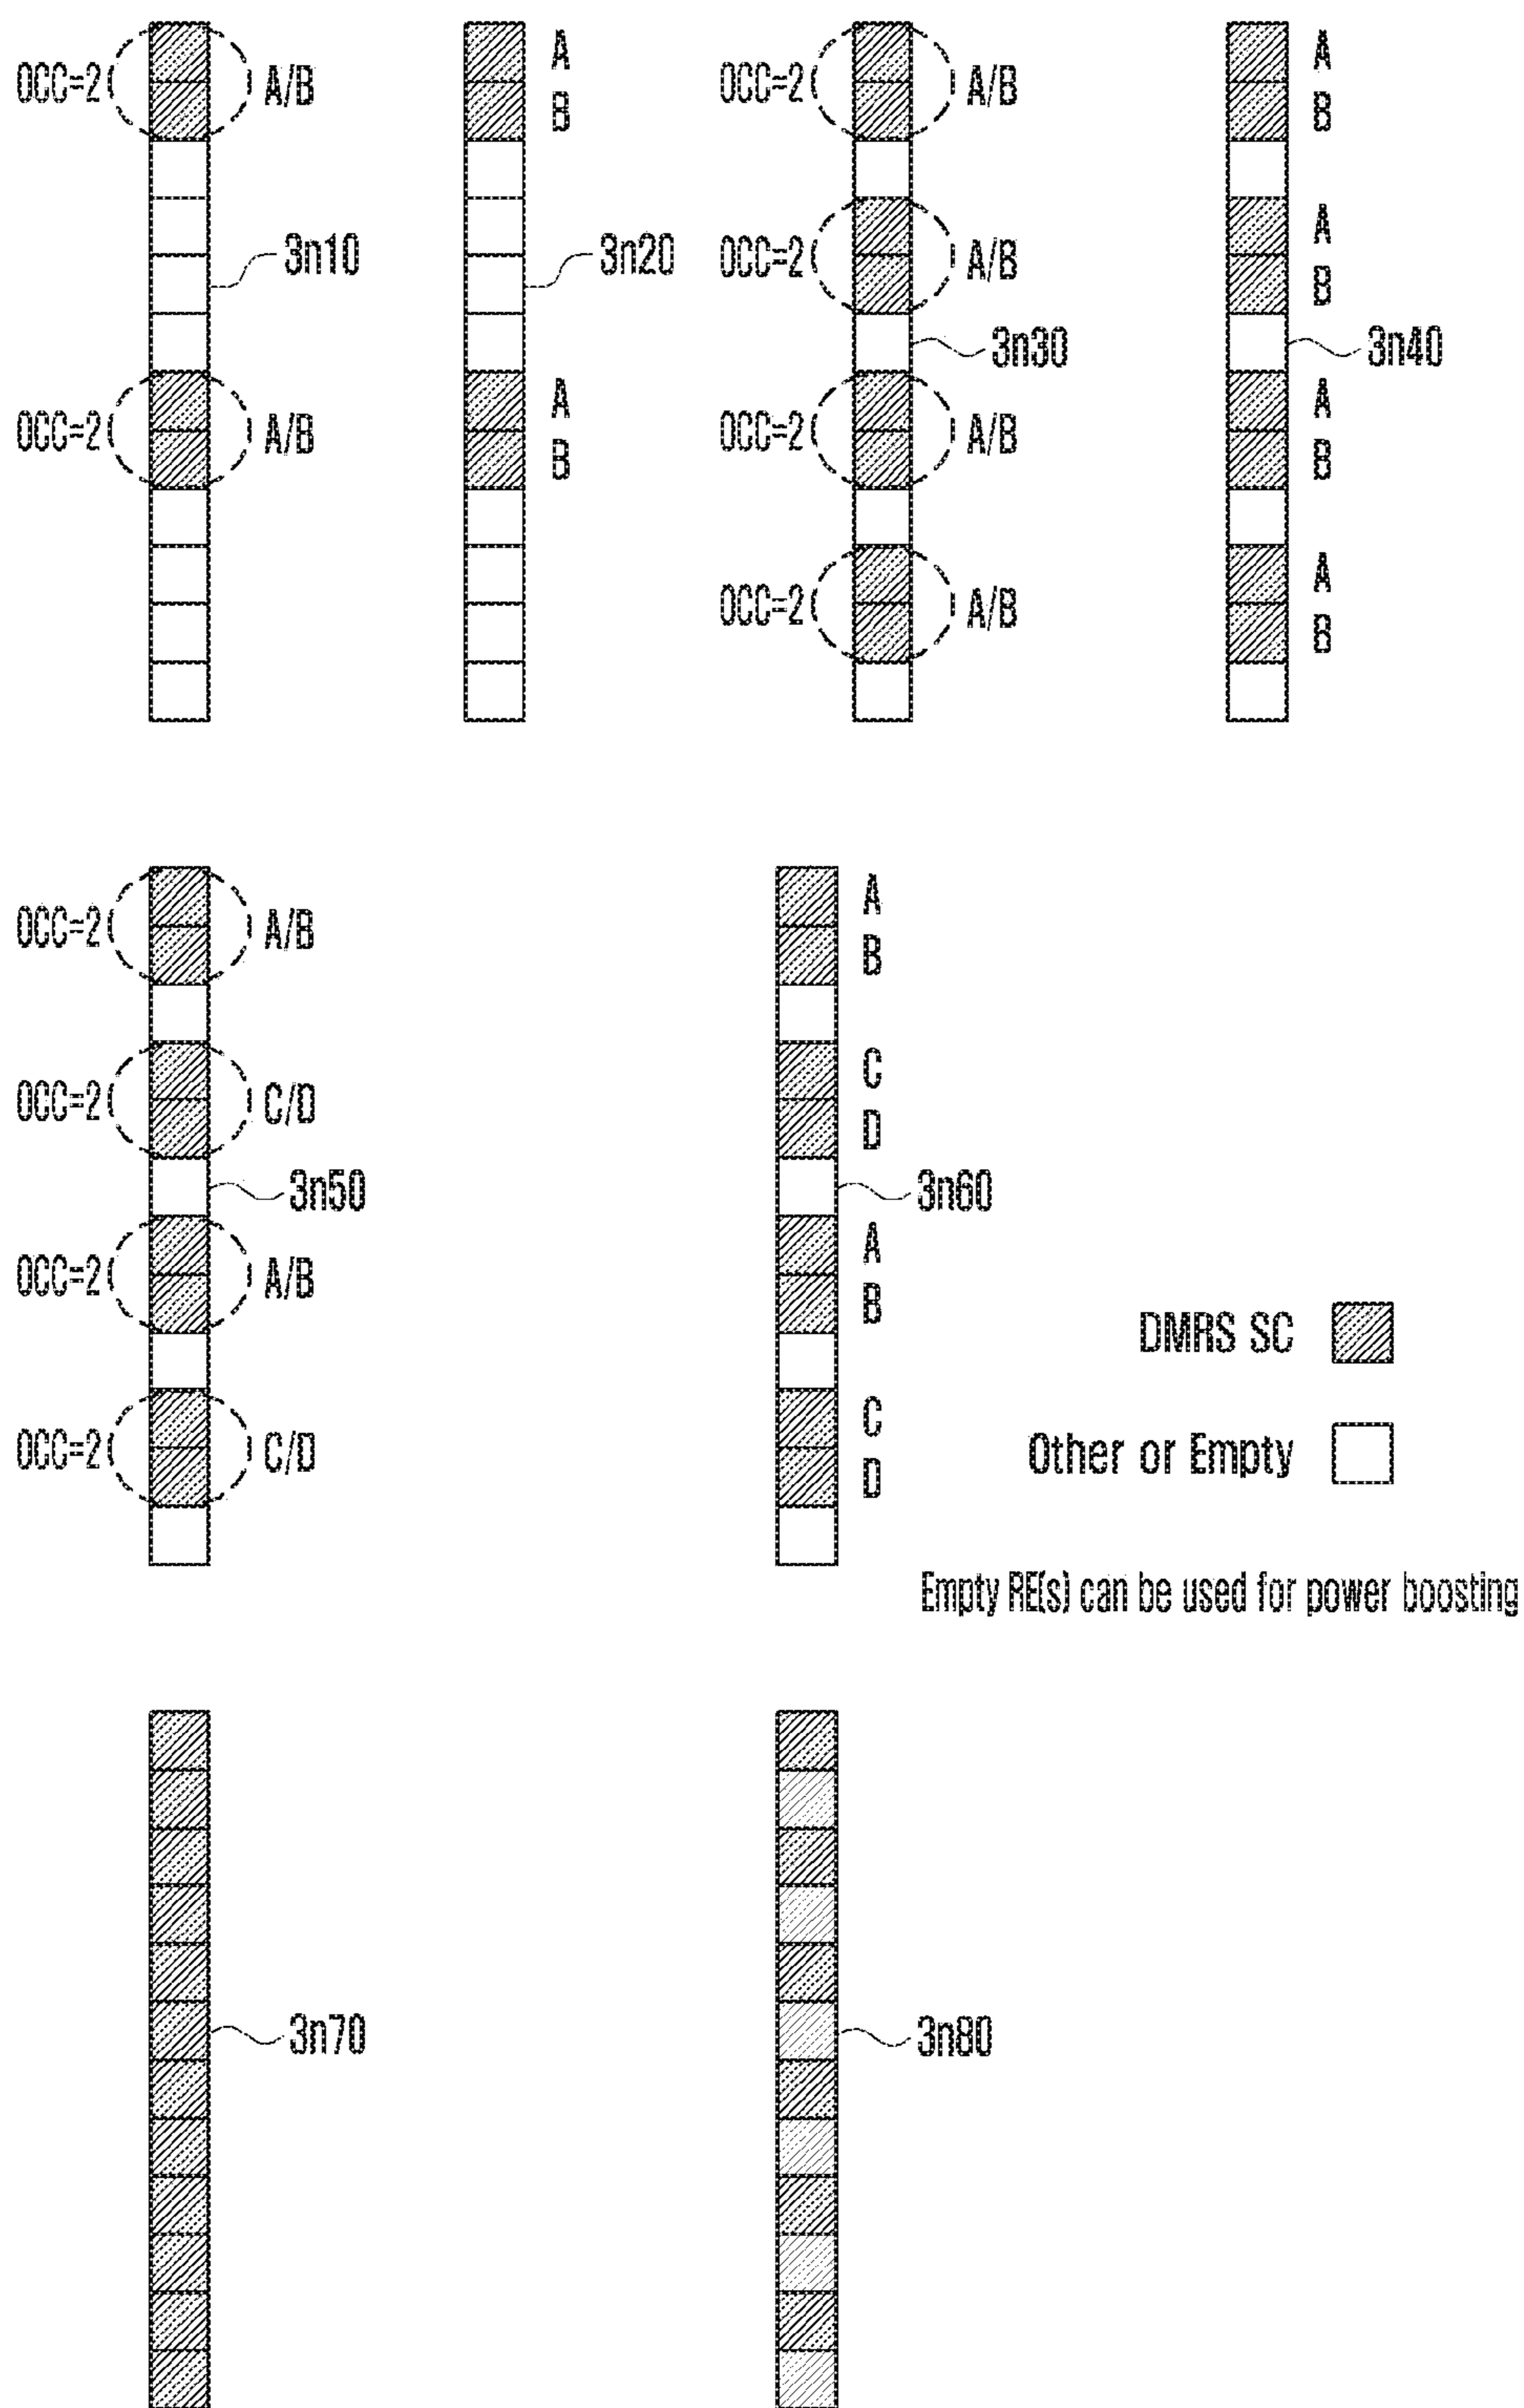 OCC=2 A/B
A
B
OCC=2 A/B
A
B
3n10
3n20
OCC=2 A/B
A
B
3n30
3n40
OCC=2 A/B
A
B
OCC=2 A/B
A
B
OCC=2 A/B
A
B
OCC=2 A/B
A
B
OCC=2 C/D
C
D
3n50
3n60
OCC=2 A/B
A
B
DMRS SC
OCC=2 C/D
C
D
Other or Empty
Empty RE(s) can be used for power boosting
3n70
3n80